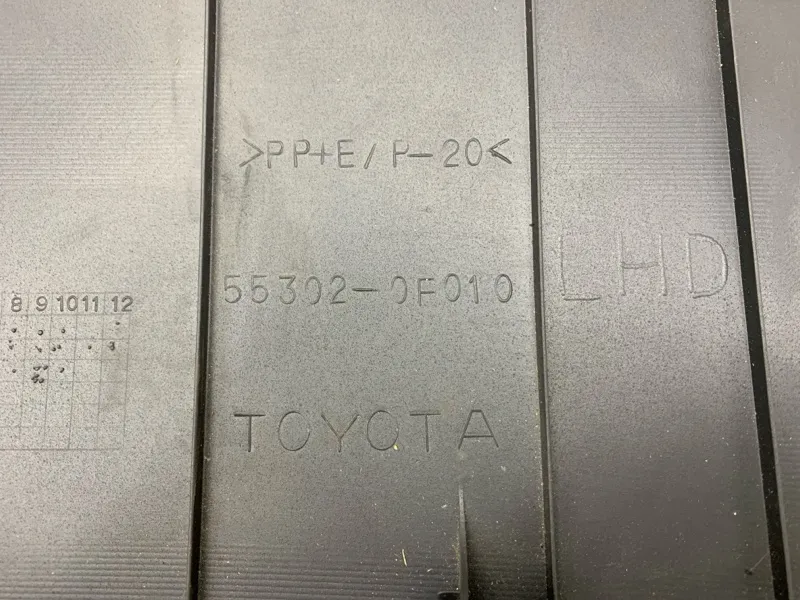 >PP+E/P-20<
55302-0F010
LHD
8 9 10 11 12
TOYOTA